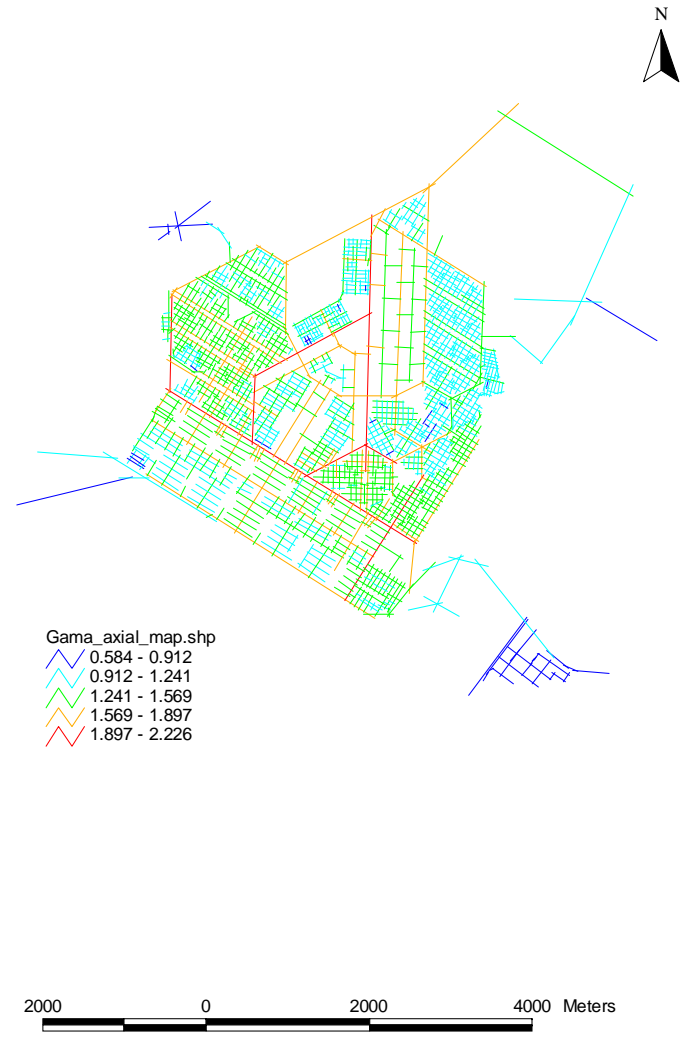 N
Gama_axial_map.shp
0.584 - 0.912
0.912 - 1.241
1.241 - 1.569
1.569 - 1.897
1.897 - 2.226
2000 0 2000 4000 Meters